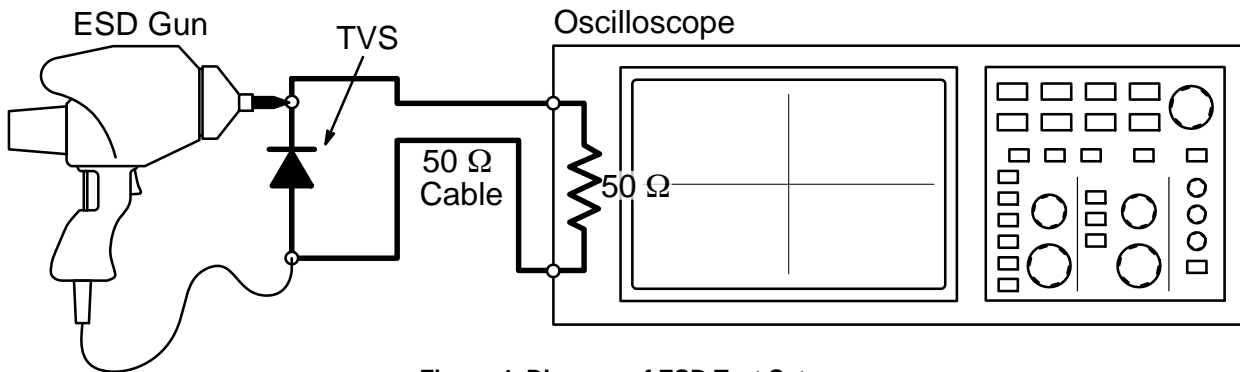 ESD Gun
TVS
Oscilloscope
50 Ω
Cable
50 Ω